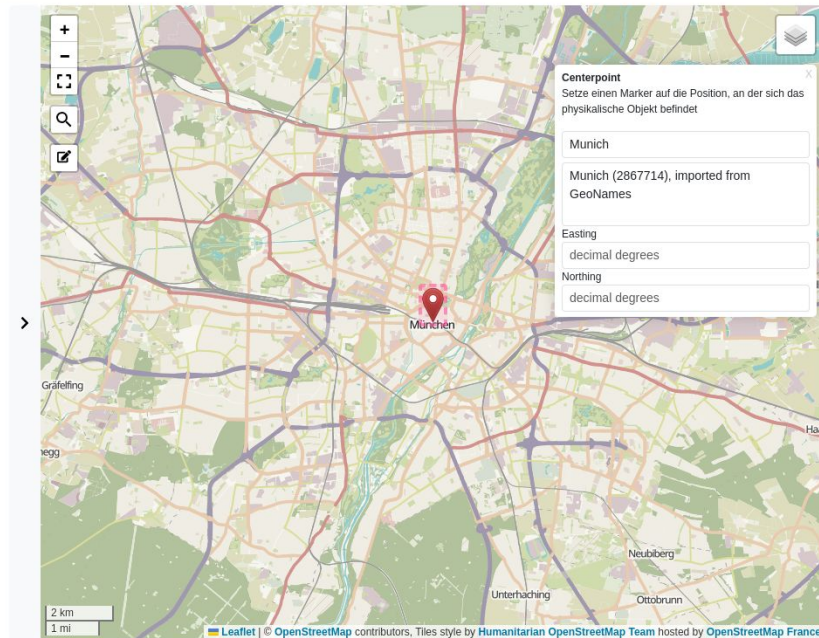 +
−
Centerpoint
X
Setze einen Marker auf die Position, an der sich das
physikalische Objekt befindet
Munich
Munich (2867714), imported from
GeoNames
Easting
decimal degrees
Northing
decimal degrees
München
Gräfelfing
Neubiberg
Unterhaching
Ottobrunn
2 km
1 mi
Leaflet | © OpenStreetMap contributors, Tiles style by Humanitarian OpenStreetMap Team hosted by OpenStreetMap France